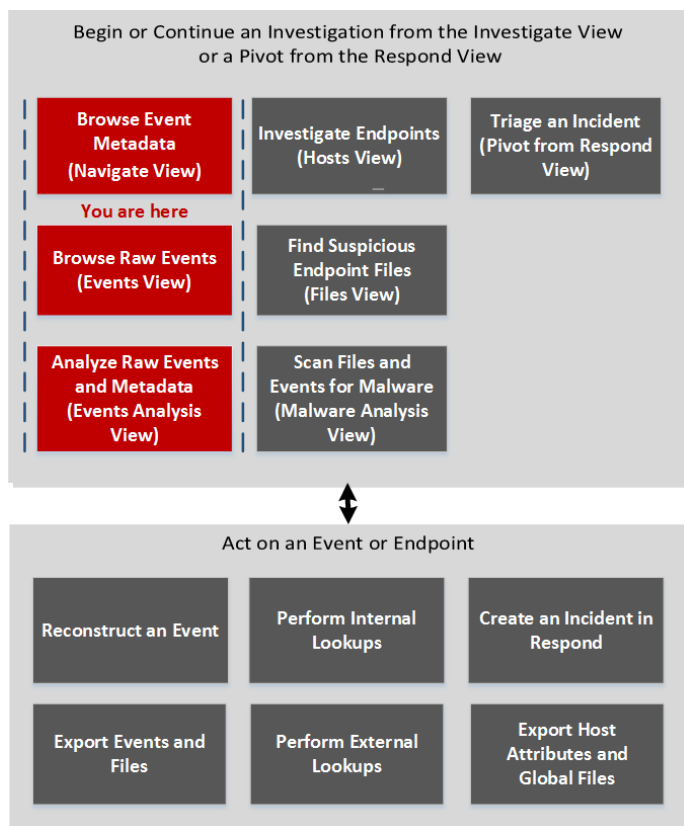 Begin or Continue an Investigation from the Investigate View
or a Pivot from the Respond View
Browse Event
Metadata
(Navigate View)
Investigate Endpoints
(Hosts View)
Triage an Incident
(Pivot from Respond
View)
You are here
Browse Raw Events
(Events View)
Find Suspicious
Endpoint Files
(Files View)
Analyze Raw Events
and Metadata
(Events Analysis
View)
Scan Files and
Events for Malware
(Malware Analysis
View)
Act on an Event or Endpoint
Reconstruct an Event
Perform Internal
Lookups
Create an Incident in
Respond
Export Events and
Files
Perform External
Lookups
Export Host
Attributes and
Global Files